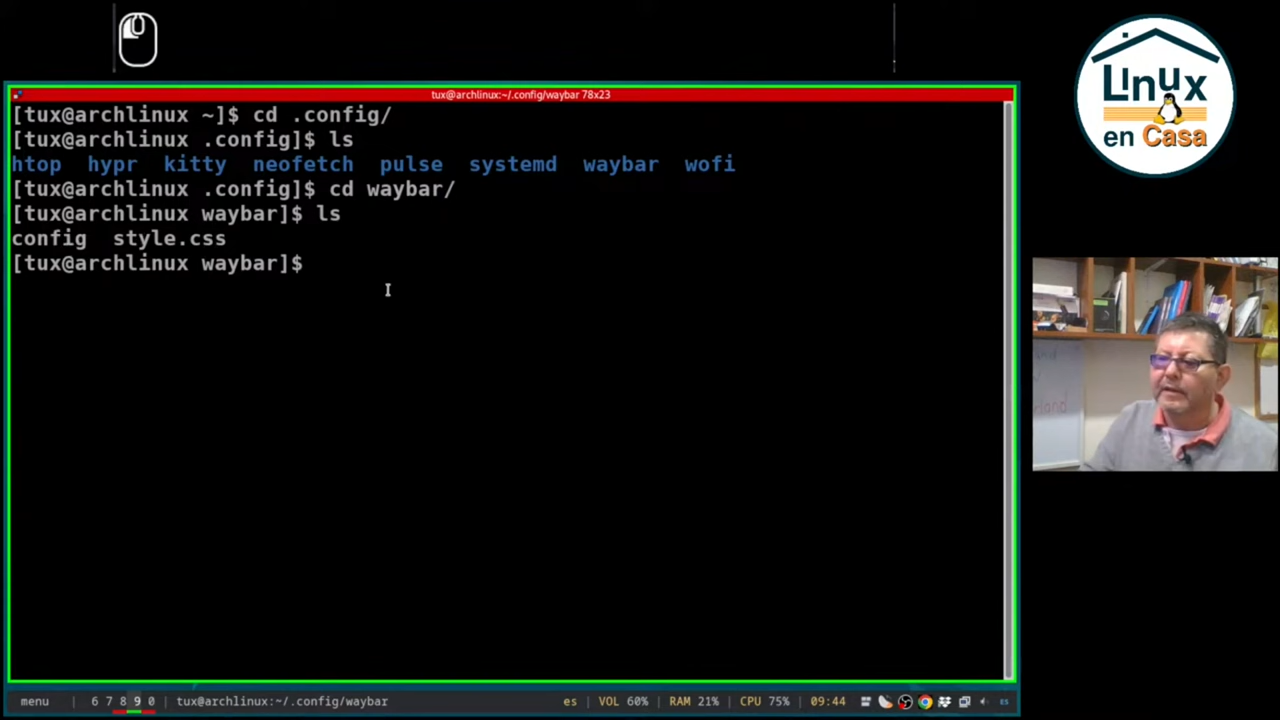 Linux
en Casa
tux@archlinux:~/.config/waybar 78x23
[tux@archlinux ~]$ cd .config/
[tux@archlinux .config]$ ls
htop hypr kitty neofetch pulse systemd waybar wofi
[tux@archlinux .config]$ cd waybar/
[tux@archlinux waybar]$ ls
config style.css
[tux@archlinux waybar]$
menu | 6 7 8 9 0 | tux@archlinux:~/.config/waybar es | VOL 60% | RAM 21% | CPU 75% | 09:44 ES